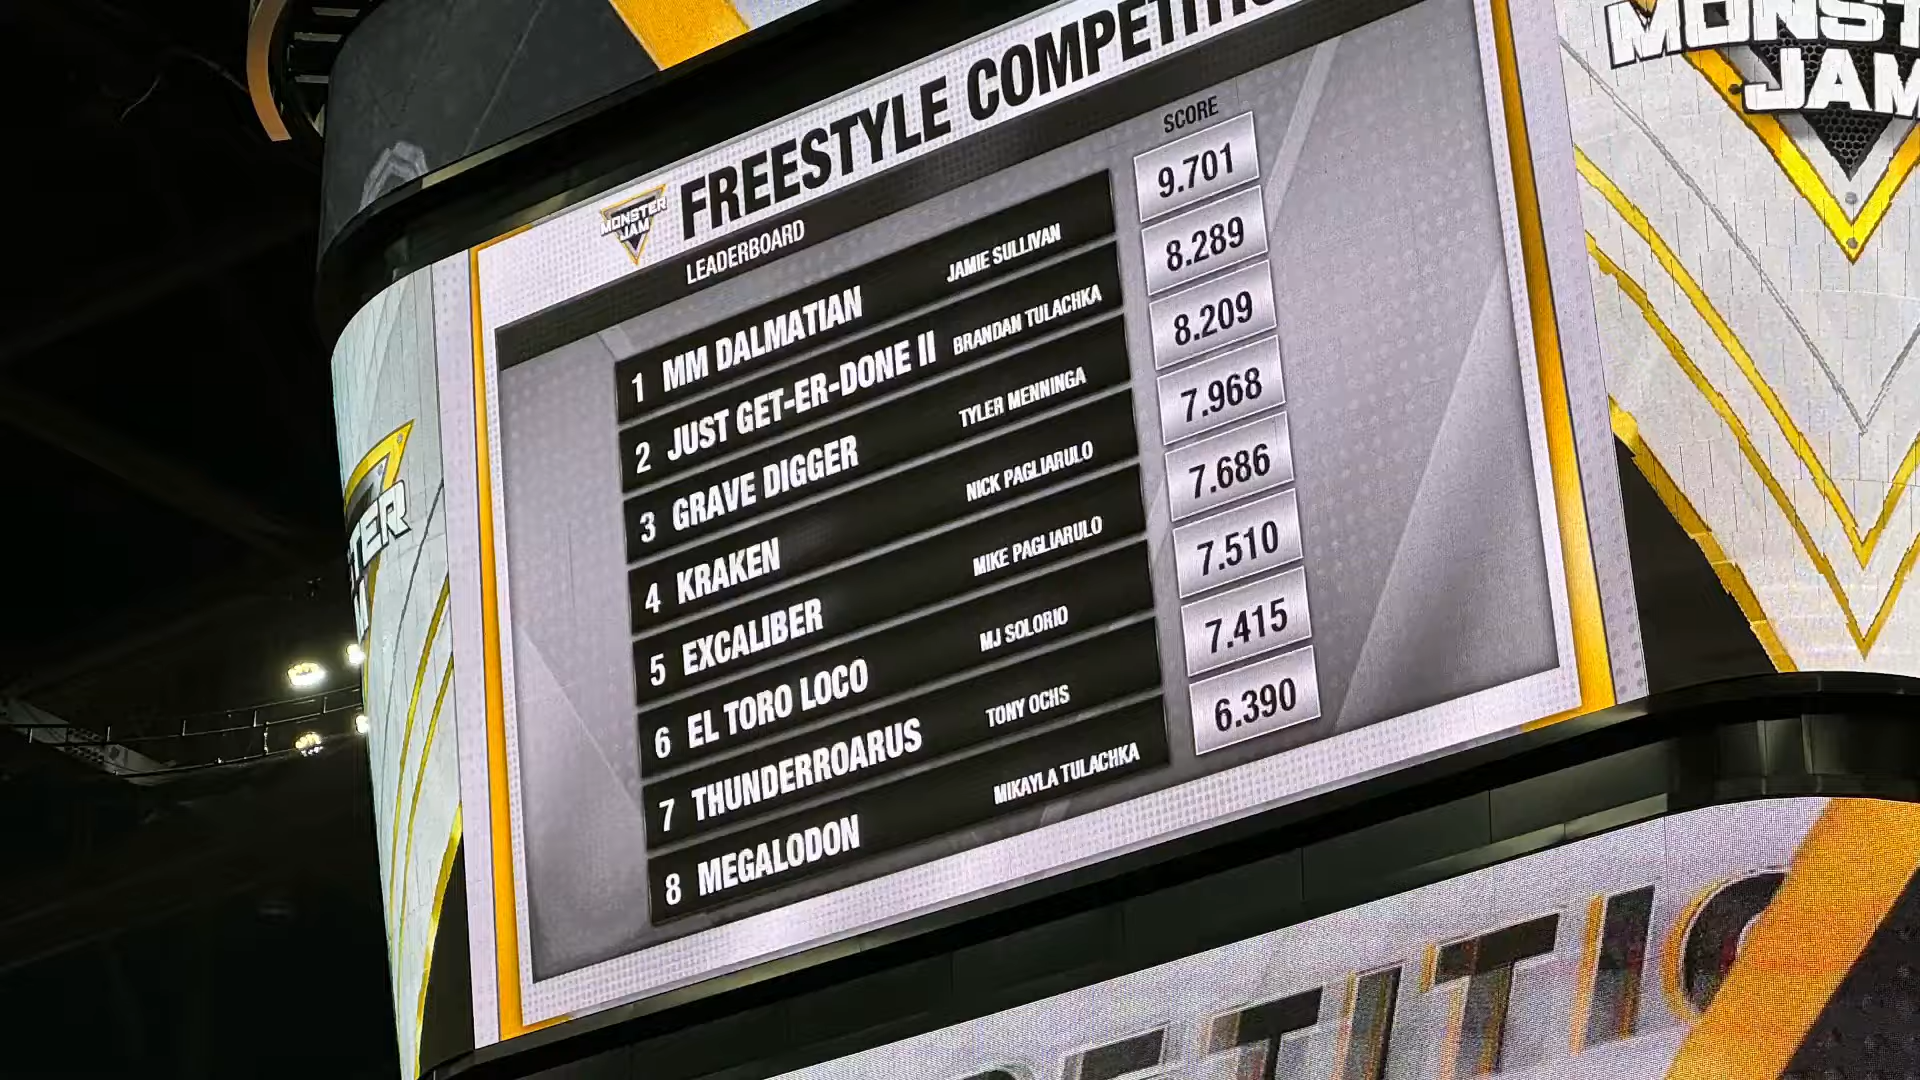 FREESTYLE COMPETITIO
MONSTER
JAM
LEADERBOARD
SCORE
1 MM DALMATIAN JAMIE SULLIVAN 9.701
2 JUST GET-ER-DONE II BRANDAN TULACHKA 8.289
3 GRAVE DIGGER TYLER MENNINGA 8.209
4 KRAKEN NICK PAGLIARULO 7.968
5 EXCALIBER MIKE PAGLIARULO 7.686
6 EL TORO LOCO MJ SOLORIO 7.510
7 THUNDERROARUS TONY OCHS 7.415
8 MEGALODON MIKAYLA TULACHKA 6.390
MONST
JAM
TER
M
PETITIO